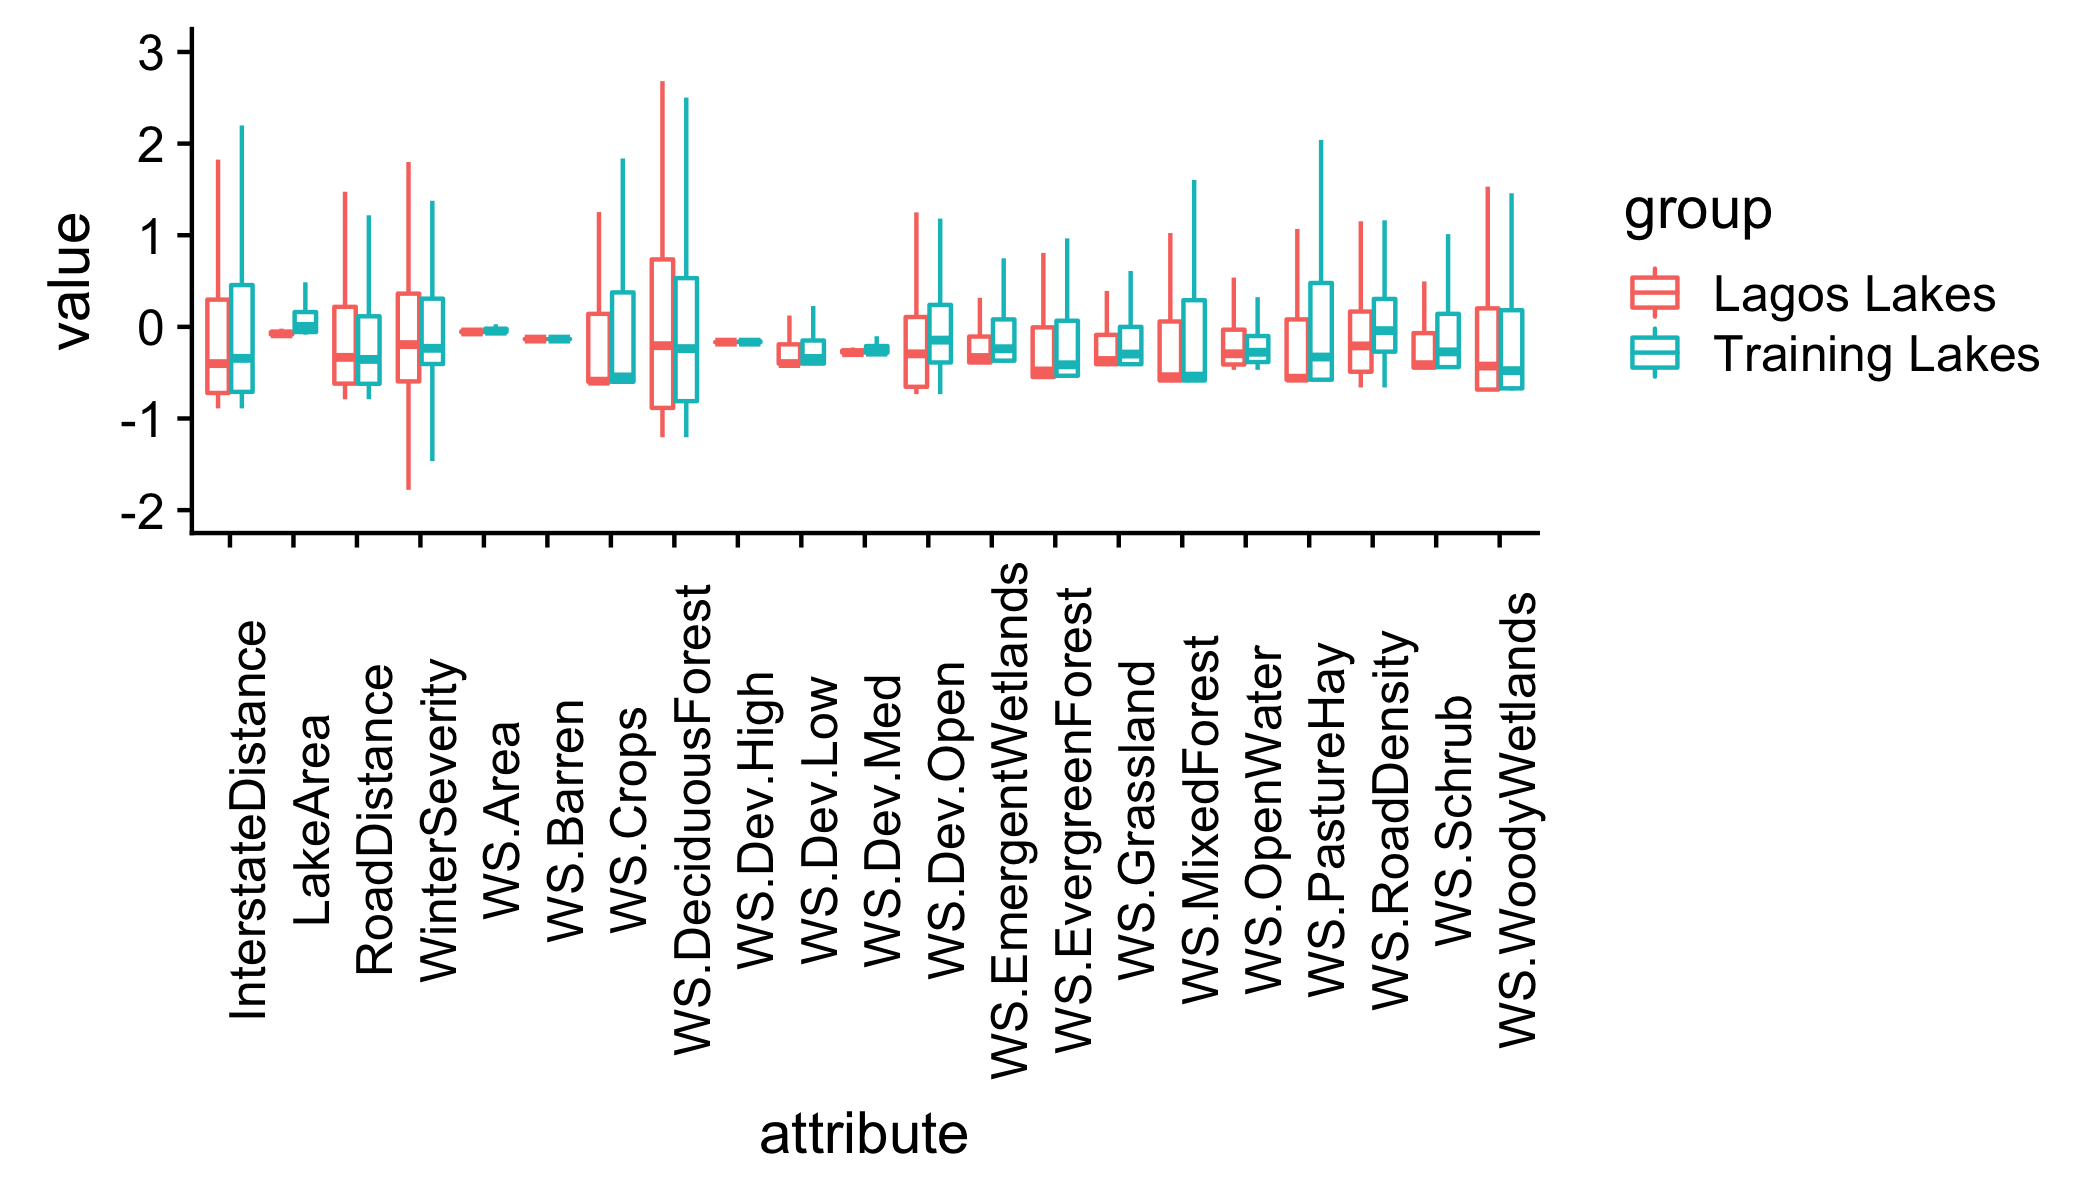 3
2
1
0
-1
-2
value
InterstateDistance
LakeArea
RoadDistance
WinterSeverity
WS.Area
WS.Barren
WS.Crops
WS.DeciduousForest
WS.Dev.High
WS.Dev.Low
WS.Dev.Med
WS.Dev.Open
WS.EmergentWetlands
WS.EvergreenForest
WS.Grassland
WS.MixedForest
WS.OpenWater
WS.PastureHay
WS.RoadDensity
WS.Schrub
WS.WoodyWetlands
attribute
group
Lagos Lakes
Training Lakes